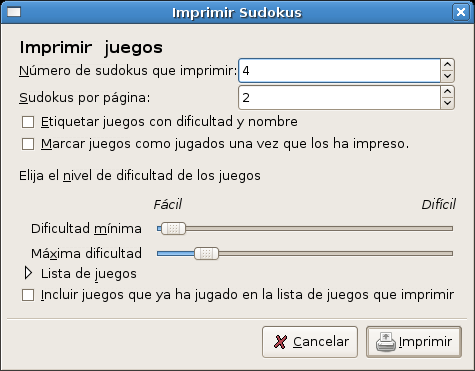 Imprimir Sudokus
Imprimir juegos
Número de sudokus que imprimir: 4
Sudokus por página: 2
Etiquetar juegos con dificultad y nombre
Marcar juegos como jugados una vez que los ha impreso.
Elija el nivel de dificultad de los juegos
Fácil Difícil
Dificultad mínima
Máxima dificultad
Lista de juegos
Incluir juegos que ya ha jugado en la lista de juegos que imprimir
Cancelar Imprimir